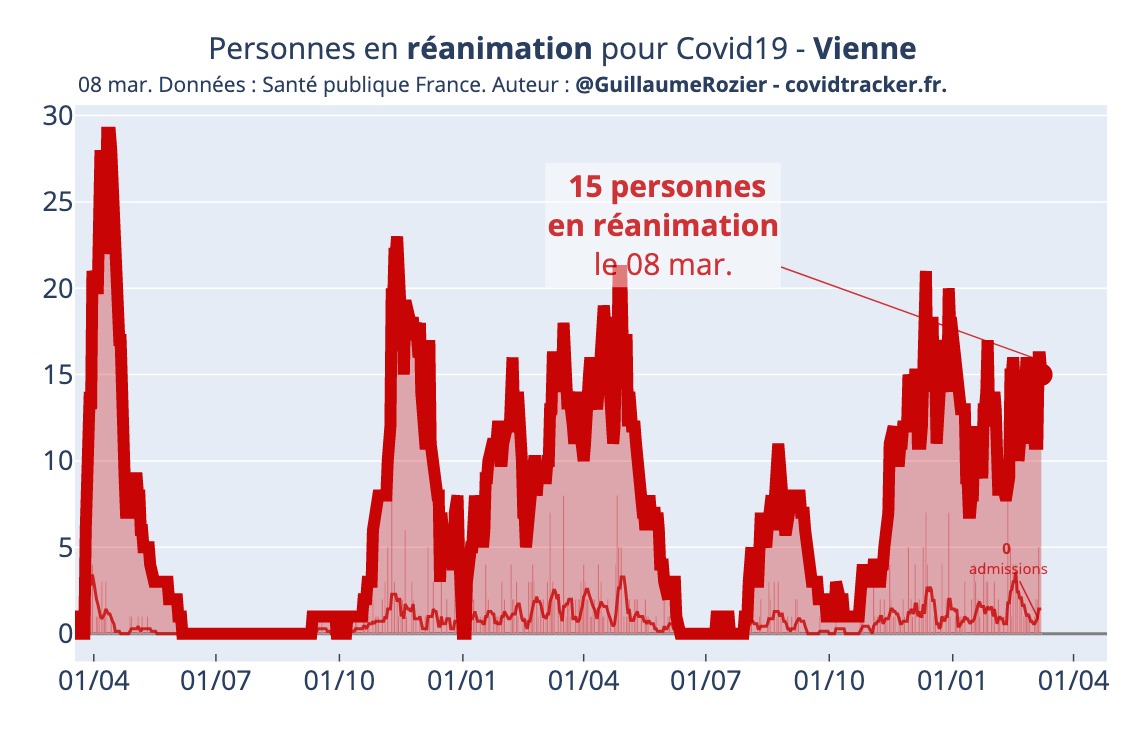 Personnes en réanimation pour Covid19 - Vienne
08 mar. Données : Santé publique France. Auteur : @GuillaumeRozier - covidtracker.fr.
30
25
20
15
10
5
0
15 personnes
en réanimation
le 08 mar.
0
admissions
01/04 01/07 01/10 01/01 01/04 01/07 01/10 01/01 01/04